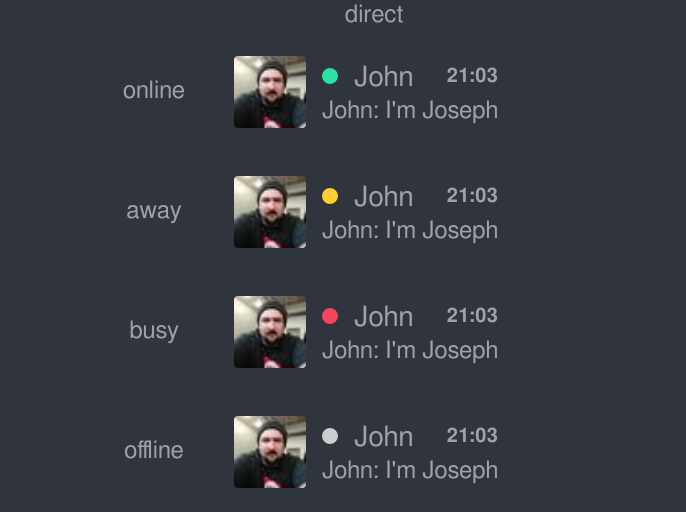 direct
online
John 21:03
John: I'm Joseph
away
John 21:03
John: I'm Joseph
busy
John 21:03
John: I'm Joseph
offline
John 21:03
John: I'm Joseph